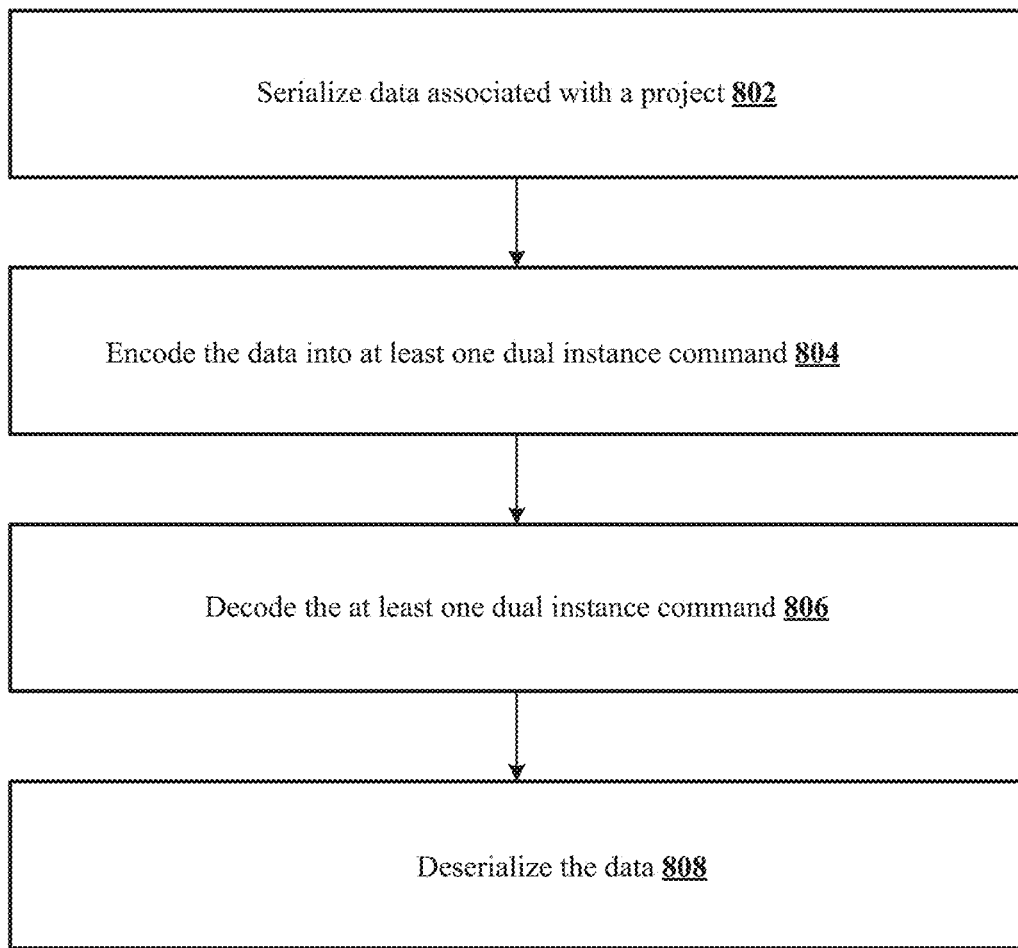 Serialize data associated with a project 802
Encode the data into at least one dual instance command 804
Decode the at least one dual instance command 806
Deserialize the data 808